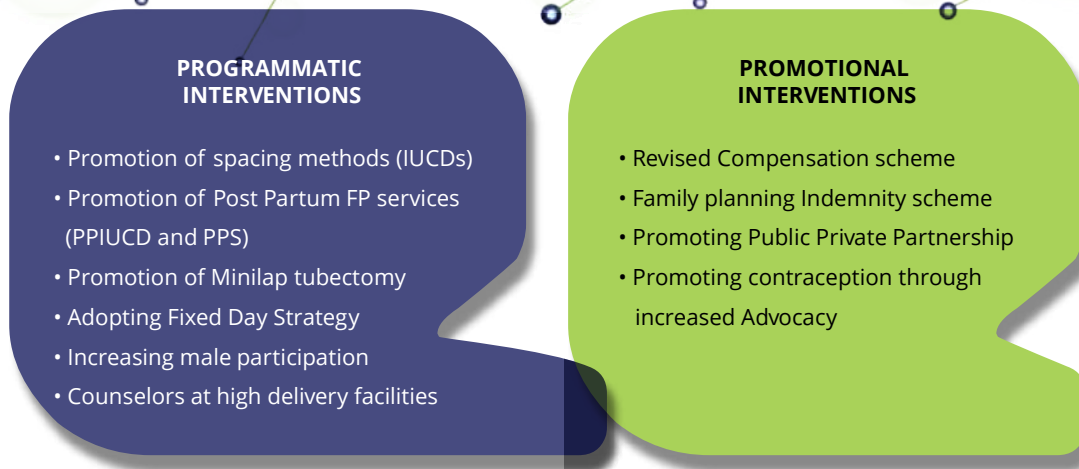 PROGRAMMATIC
INTERVENTIONS
• Promotion of spacing methods (IUCDs)
• Promotion of Post Partum FP services
(PPIUCD and PPS)
• Promotion of Minilap tubectomy
• Adopting Fixed Day Strategy
• Increasing male participation
• Counselors at high delivery facilities
PROMOTIONAL
INTERVENTIONS
• Revised Compensation scheme
• Family planning Indemnity scheme
• Promoting Public Private Partnership
• Promoting contraception through
increased Advocacy